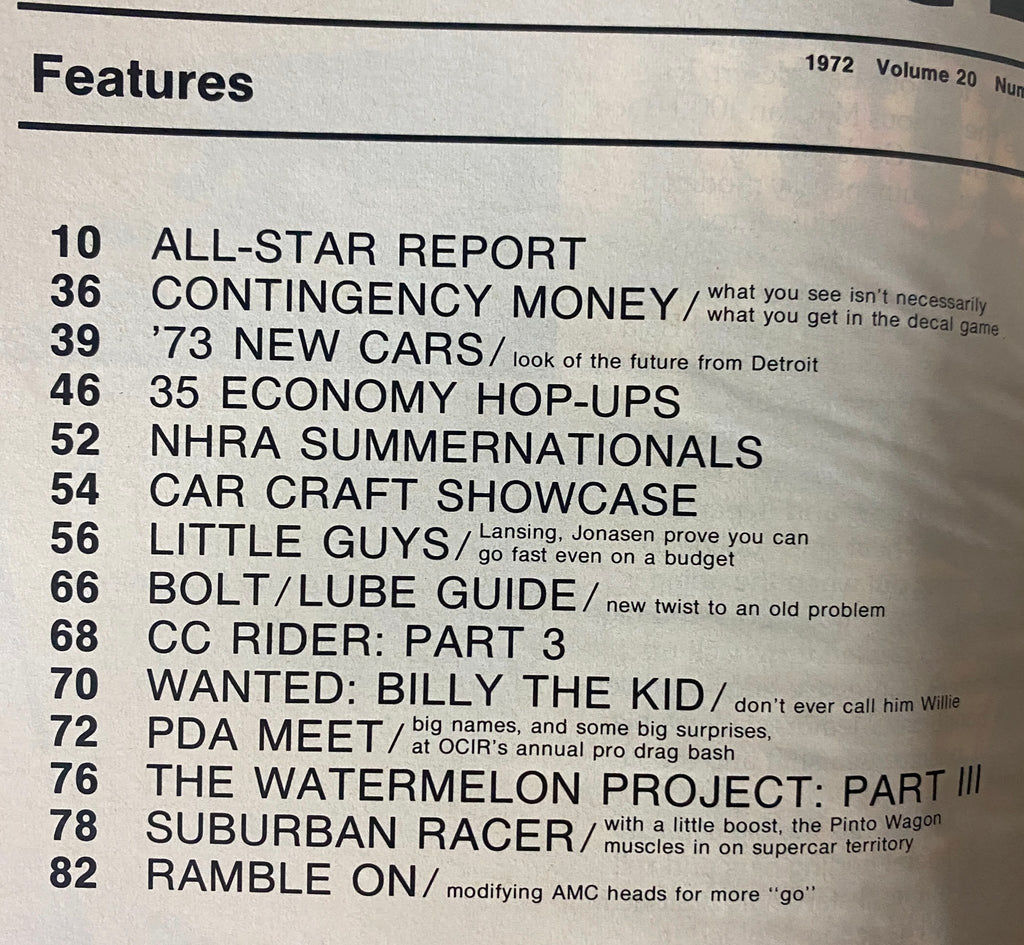 Features
1972 Volume 20
10 ALL-STAR REPORT
36 CONTINGENCY MONEY/ what you see isn't necessarily
what you get in the decal game
39 '73 NEW CARS/ look of the future from Detroit
46 35 ECONOMY HOP-UPS
52 NHRA SUMMERNATIONALS
54 CAR CRAFT SHOWCASE
56 LITTLE GUYS/ Lansing, Jonasen prove you can
go fast even on a budget
66 BOLT/LUBE GUIDE/ new twist to an old problem
68 CC RIDER: PART 3
70 WANTED: BILLY THE KID/ don't ever call him Willie
72 PDA MEET/ big names, and some big surprises,
at OCIR's annual pro drag bash
76 THE WATERMELON PROJECT: PART III
78 SUBURBAN RACER/ with a little boost, the Pinto Wagon
muscles in on supercar territory
82 RAMBLE ON/ modifying AMC heads for more "go"